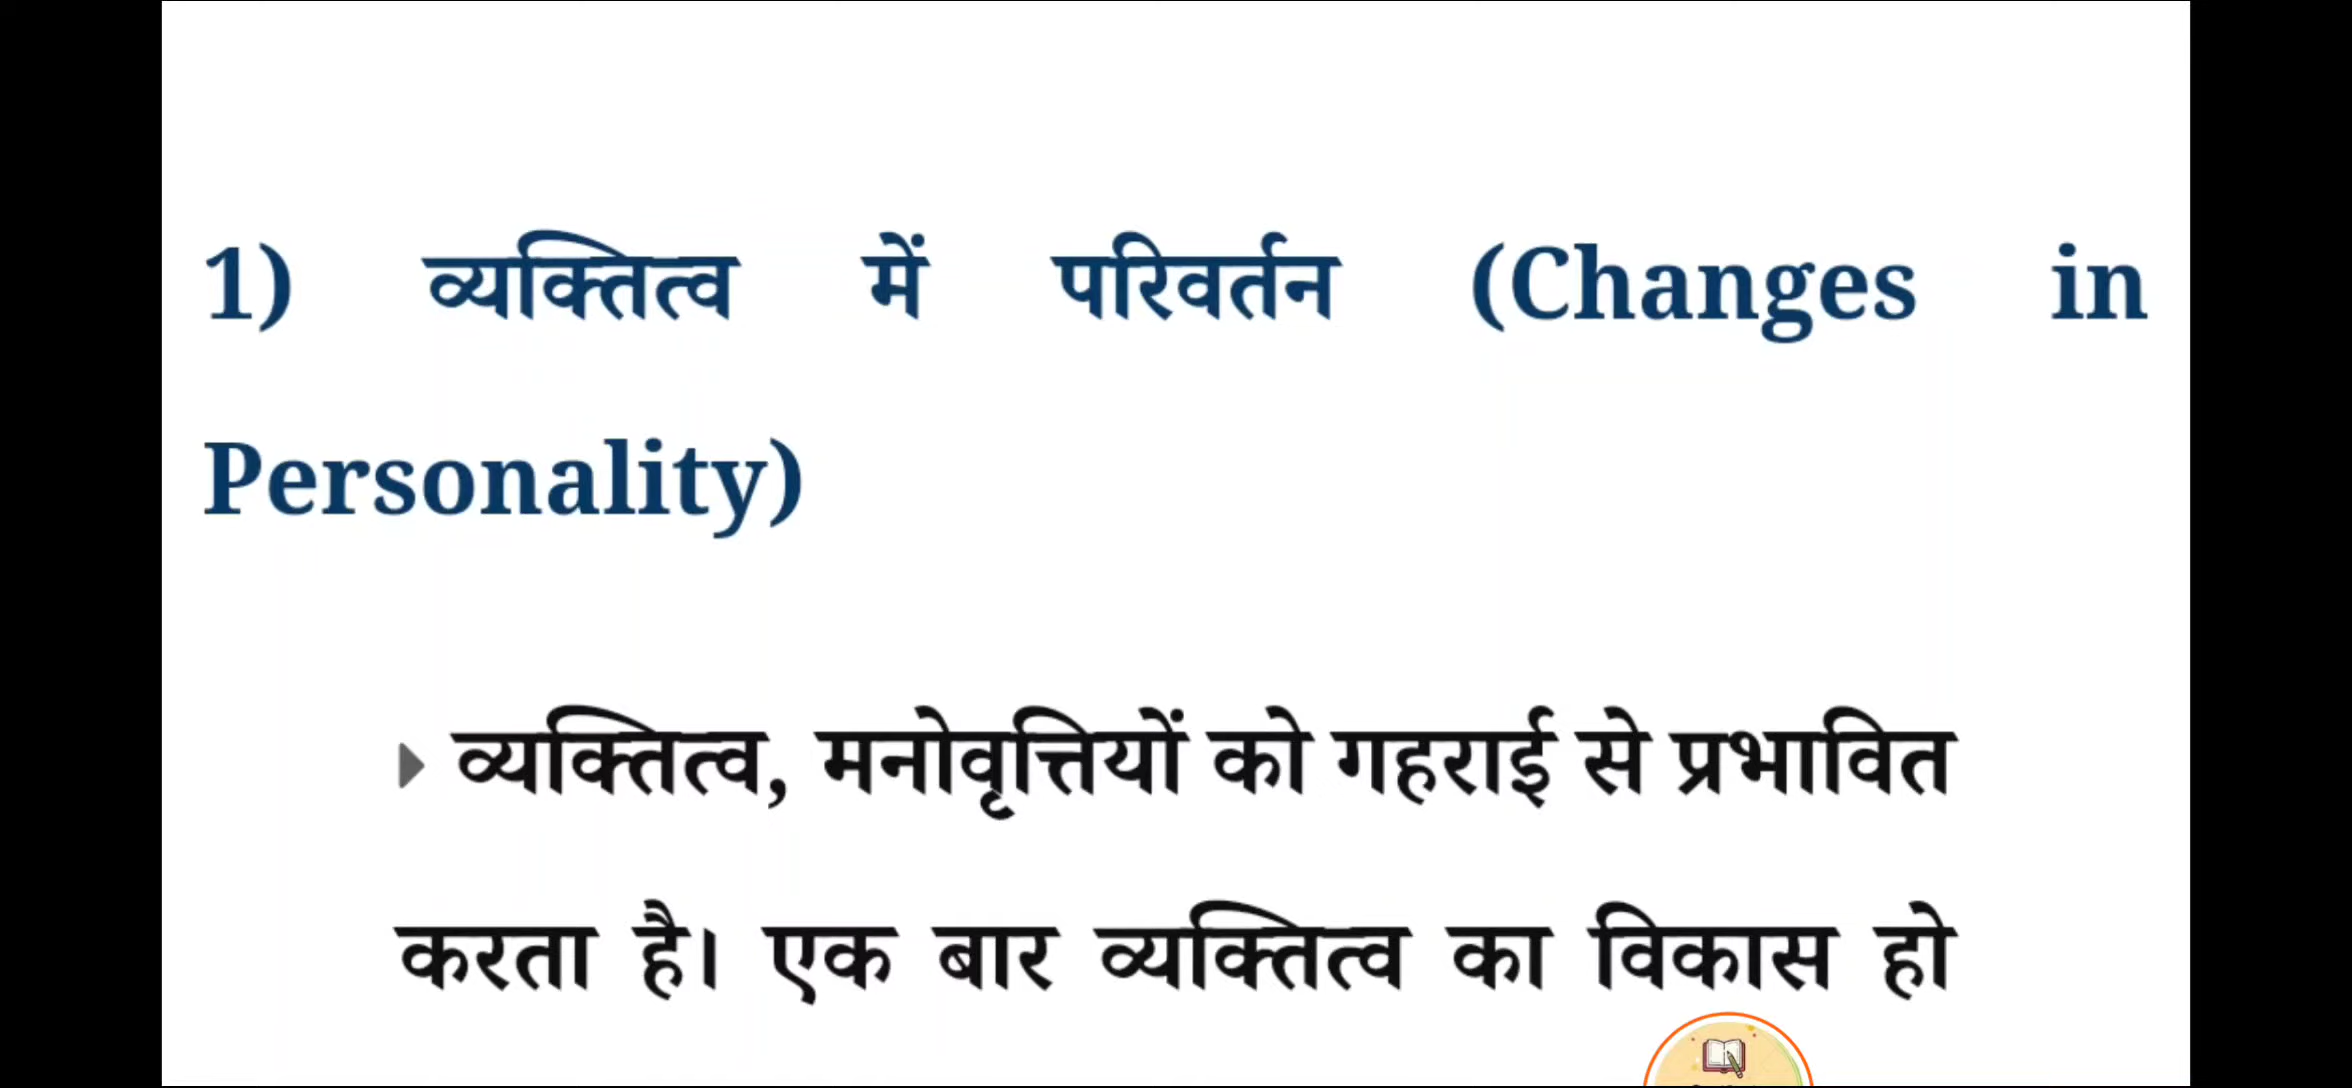 1) व्यक्तित्व में परिवर्तन (Changes in
Personality)
व्यक्तित्व, मनोवृत्तियों को गहराई से प्रभावित
करता है। एक बार व्यक्तित्व का विकास हो